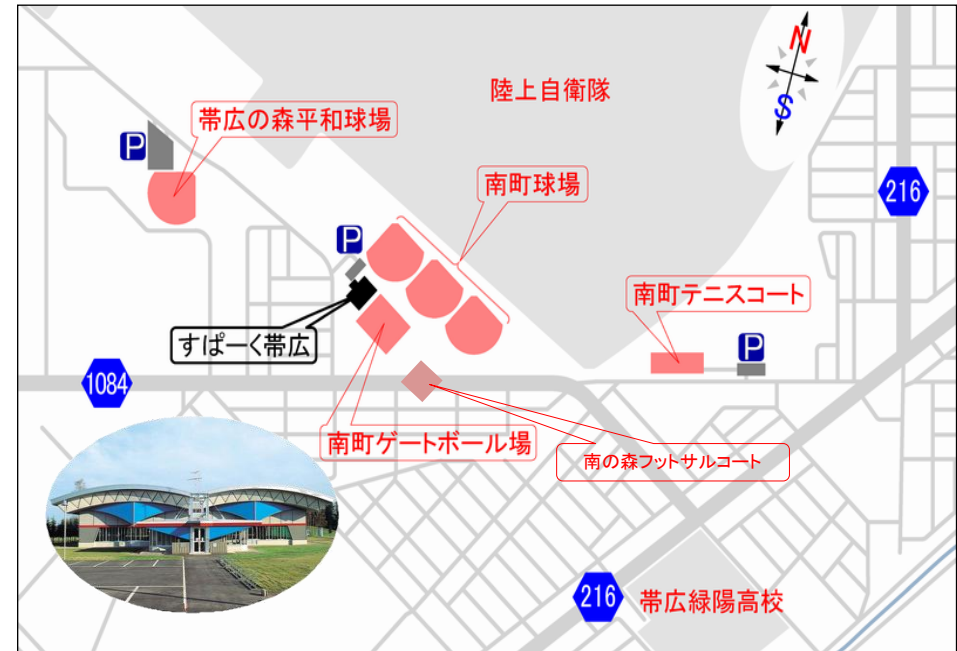 N
S
陸上自衛隊
帯広の森平和球場
P
南町球場
216
P
南町テニスコート
すぱーく帯広
P
1084
南町ゲートボール場
南の森フットサルコート
216
帯広緑陽高校